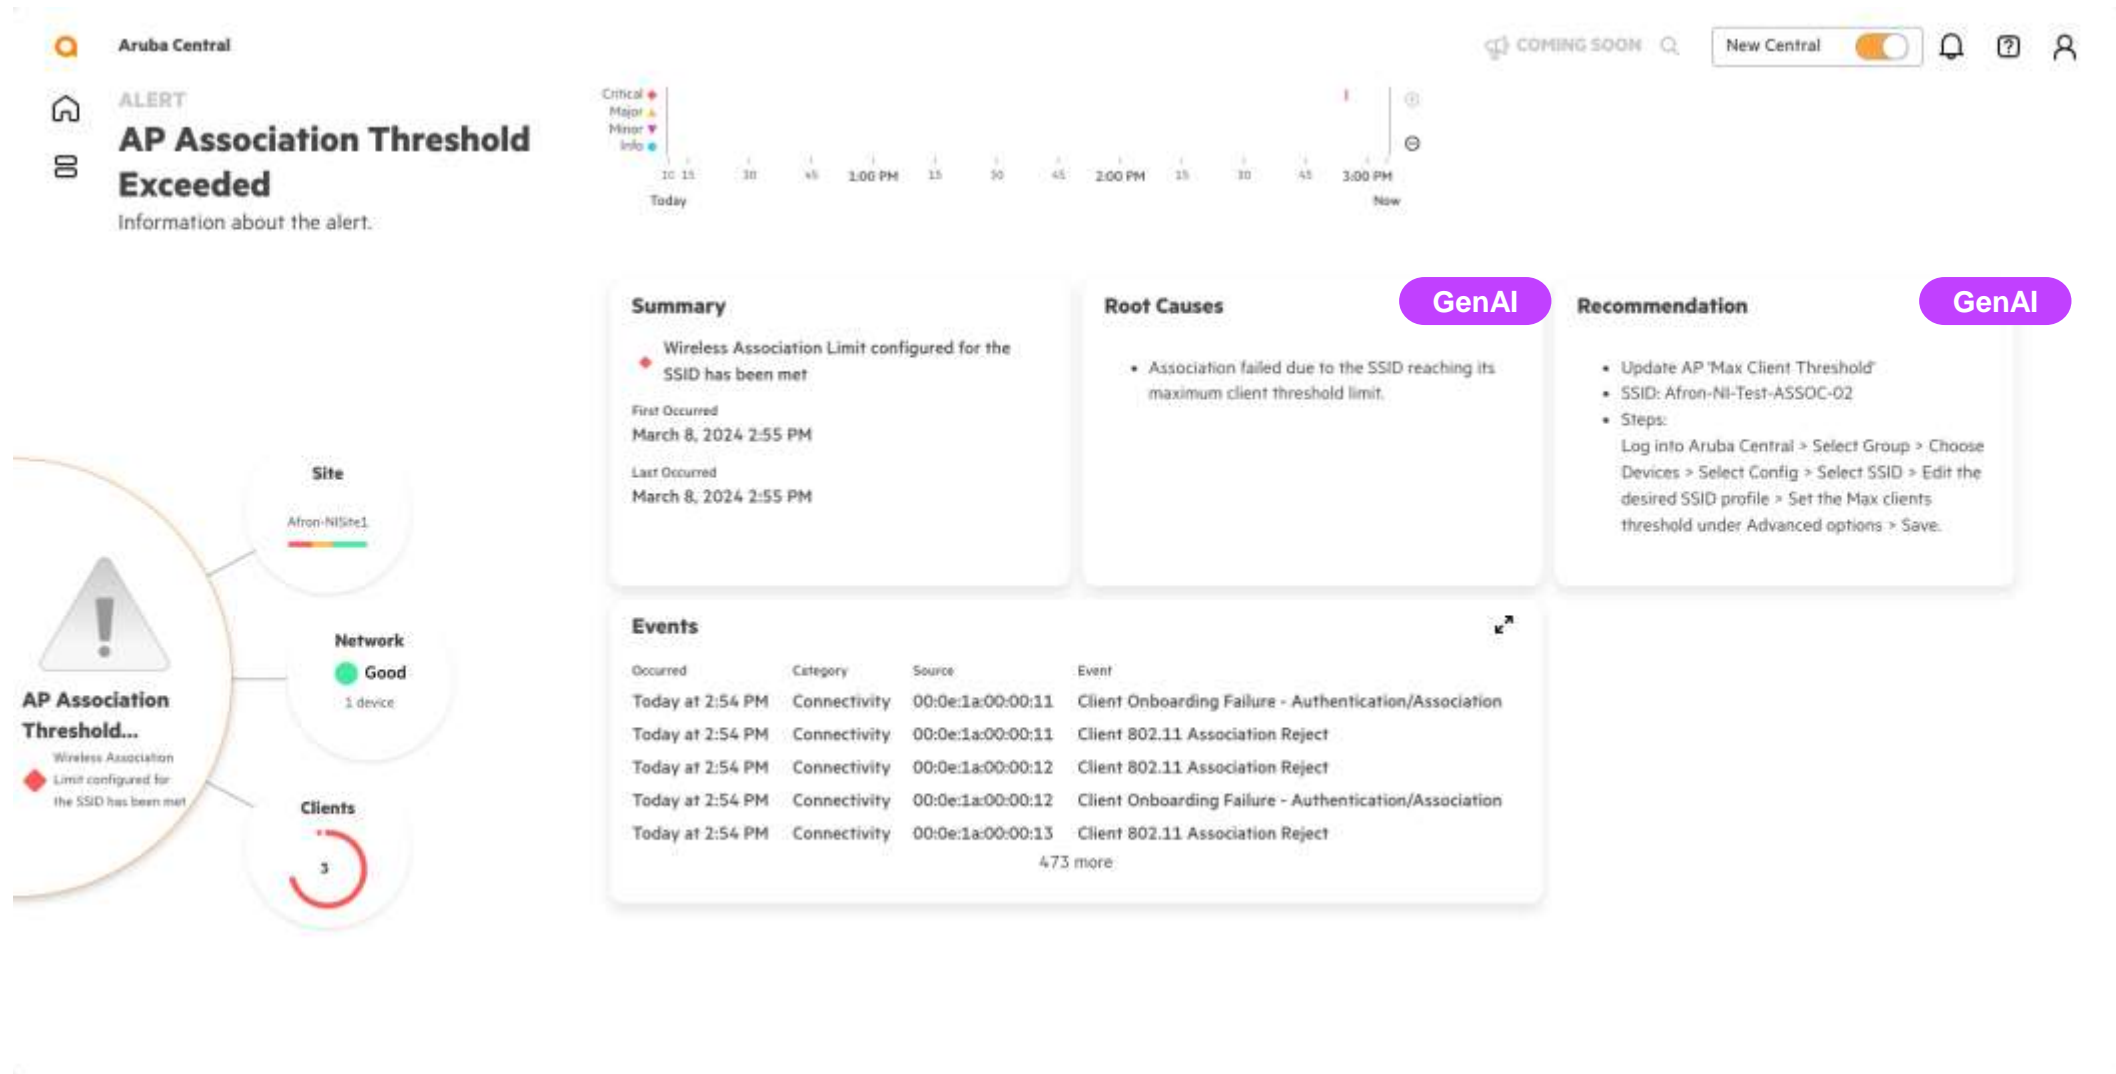 Aruba Central
COMING SOON
New Central
ALERT
AP Association Threshold
Exceeded
Information about the alert.
Critical
Major
Minor
Info
15 30 45 1:00 PM 15 30 45 2:00 PM 15 30 45 3:00 PM
Today
Now
Site
Afron-NISite1
Network
Good
1 device
AP Association
Threshold...
Wireless Association
Limit configured for
the SSID has been met
Clients
3
Summary
Wireless Association Limit configured for the
SSID has been met
First Occurred
March 8, 2024 2:55 PM
Last Occurred
March 8, 2024 2:55 PM
Root Causes
GenAI
• Association failed due to the SSID reaching its
maximum client threshold limit.
Recommendation
GenAI
• Update AP 'Max Client Threshold'
• SSID: Afron-NI-Test-ASSOC-02
• Steps:
Log into Aruba Central > Select Group > Choose
Devices > Select Config > Select SSID > Edit the
desired SSID profile > Set the Max clients
threshold under Advanced options > Save.
Events
Occurred Category Source Event
Today at 2:54 PM Connectivity 00:0e:1a:00:00:11 Client Onboarding Failure - Authentication/Association
Today at 2:54 PM Connectivity 00:0e:1a:00:00:11 Client 802.11 Association Reject
Today at 2:54 PM Connectivity 00:0e:1a:00:00:12 Client 802.11 Association Reject
Today at 2:54 PM Connectivity 00:0e:1a:00:00:12 Client Onboarding Failure - Authentication/Association
Today at 2:54 PM Connectivity 00:0e:1a:00:00:13 Client 802.11 Association Reject
473 more